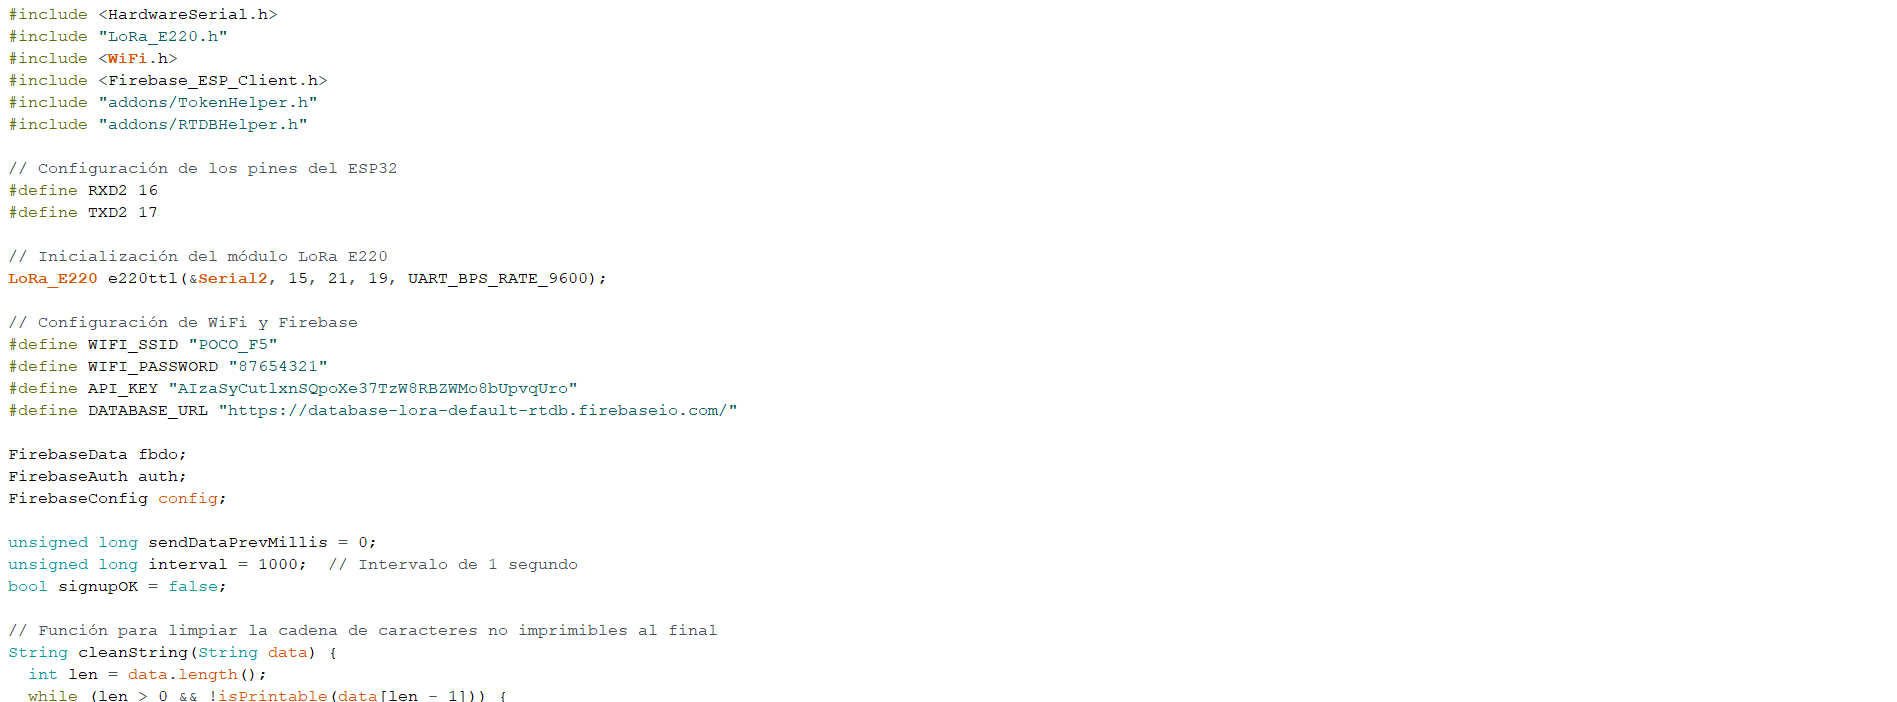 #include <HardwareSerial.h>
#include "LoRa_E220.h"
#include <WiFi.h>
#include <Firebase_ESP_Client.h>
#include "addons/TokenHelper.h"
#include "addons/RTDBHelper.h"
// Configuración de los pines del ESP32
#define RXD2 16
#define TXD2 17
// Inicialización del módulo LoRa E220
LoRa_E220 e220ttl(&Serial2, 15, 21, 19, UART_BPS_RATE_9600);
// Configuración de WiFi y Firebase
#define WIFI_SSID "POCO_F5"
#define WIFI_PASSWORD "87654321"
#define API_KEY "AIzaSyCutlxnSQpoXe37TzW8RBZWMo8bUpvqUro"
#define DATABASE_URL "https://database-lora-default-rtdb.firebaseio.com/"
FirebaseData fbdo;
FirebaseAuth auth;
FirebaseConfig config;
unsigned long sendDataPrevMillis = 0;
unsigned long interval = 1000;  // Intervalo de 1 segundo
bool signupOK = false;
// Función para limpiar la cadena de caracteres no imprimibles al final
String cleanString(String data) {
  int len = data.length();
  while (len > 0 && !isPrintable(data[len - 1])) {